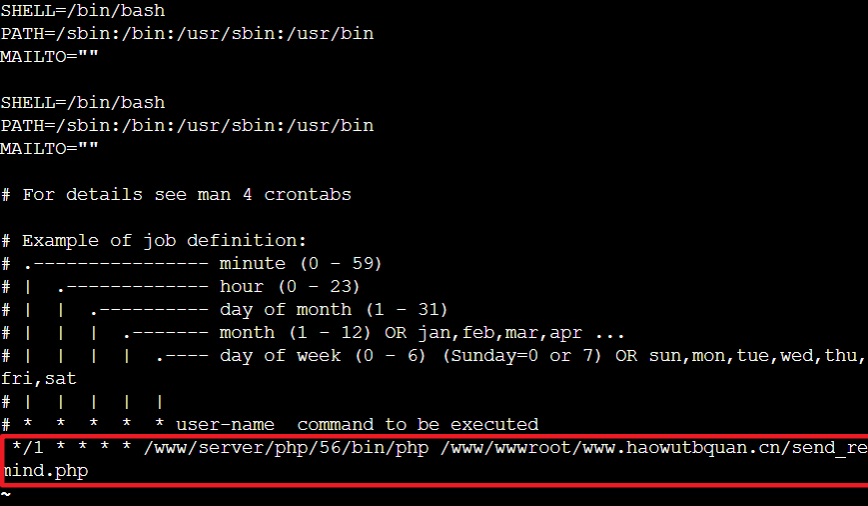 SHELL=/bin/bash
PATH=/sbin:/bin:/usr/sbin:/usr/bin
MAILTO=""

SHELL=/bin/bash
PATH=/sbin:/bin:/usr/sbin:/usr/bin
MAILTO=""

# For details see man 4 crontabs

# Example of job definition:
# .---------------- minute (0 - 59)
# |  .------------- hour (0 - 23)
# |  |  .---------- day of month (1 - 31)
# |  |  |  .------- month (1 - 12) OR jan,feb,mar,apr ...
# |  |  |  |  .---- day of week (0 - 6) (Sunday=0 or 7) OR sun,mon,tue,wed,thu,
fri,sat
# |  |  |  |  |
# *  *  *  *  * user-name  command to be executed
 */1 * * * * /www/server/php/56/bin/php /www/wwwroot/www.haowutbquan.cn/send_re
mind.php
~